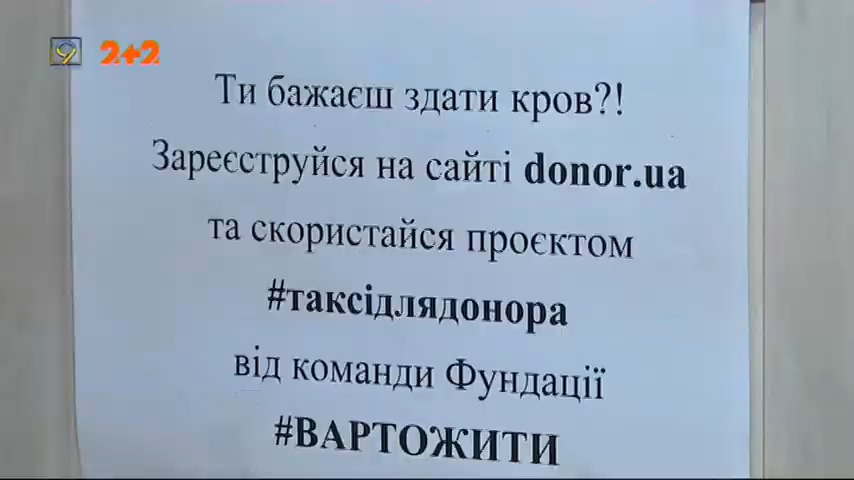 9 2+2
Ти бажаєш здати кров?!
Зареєструйся на сайті donor.ua
та скористайся проєктом
#таксідлядонора
від команди Фундації
#ВАРТОЖИТИ